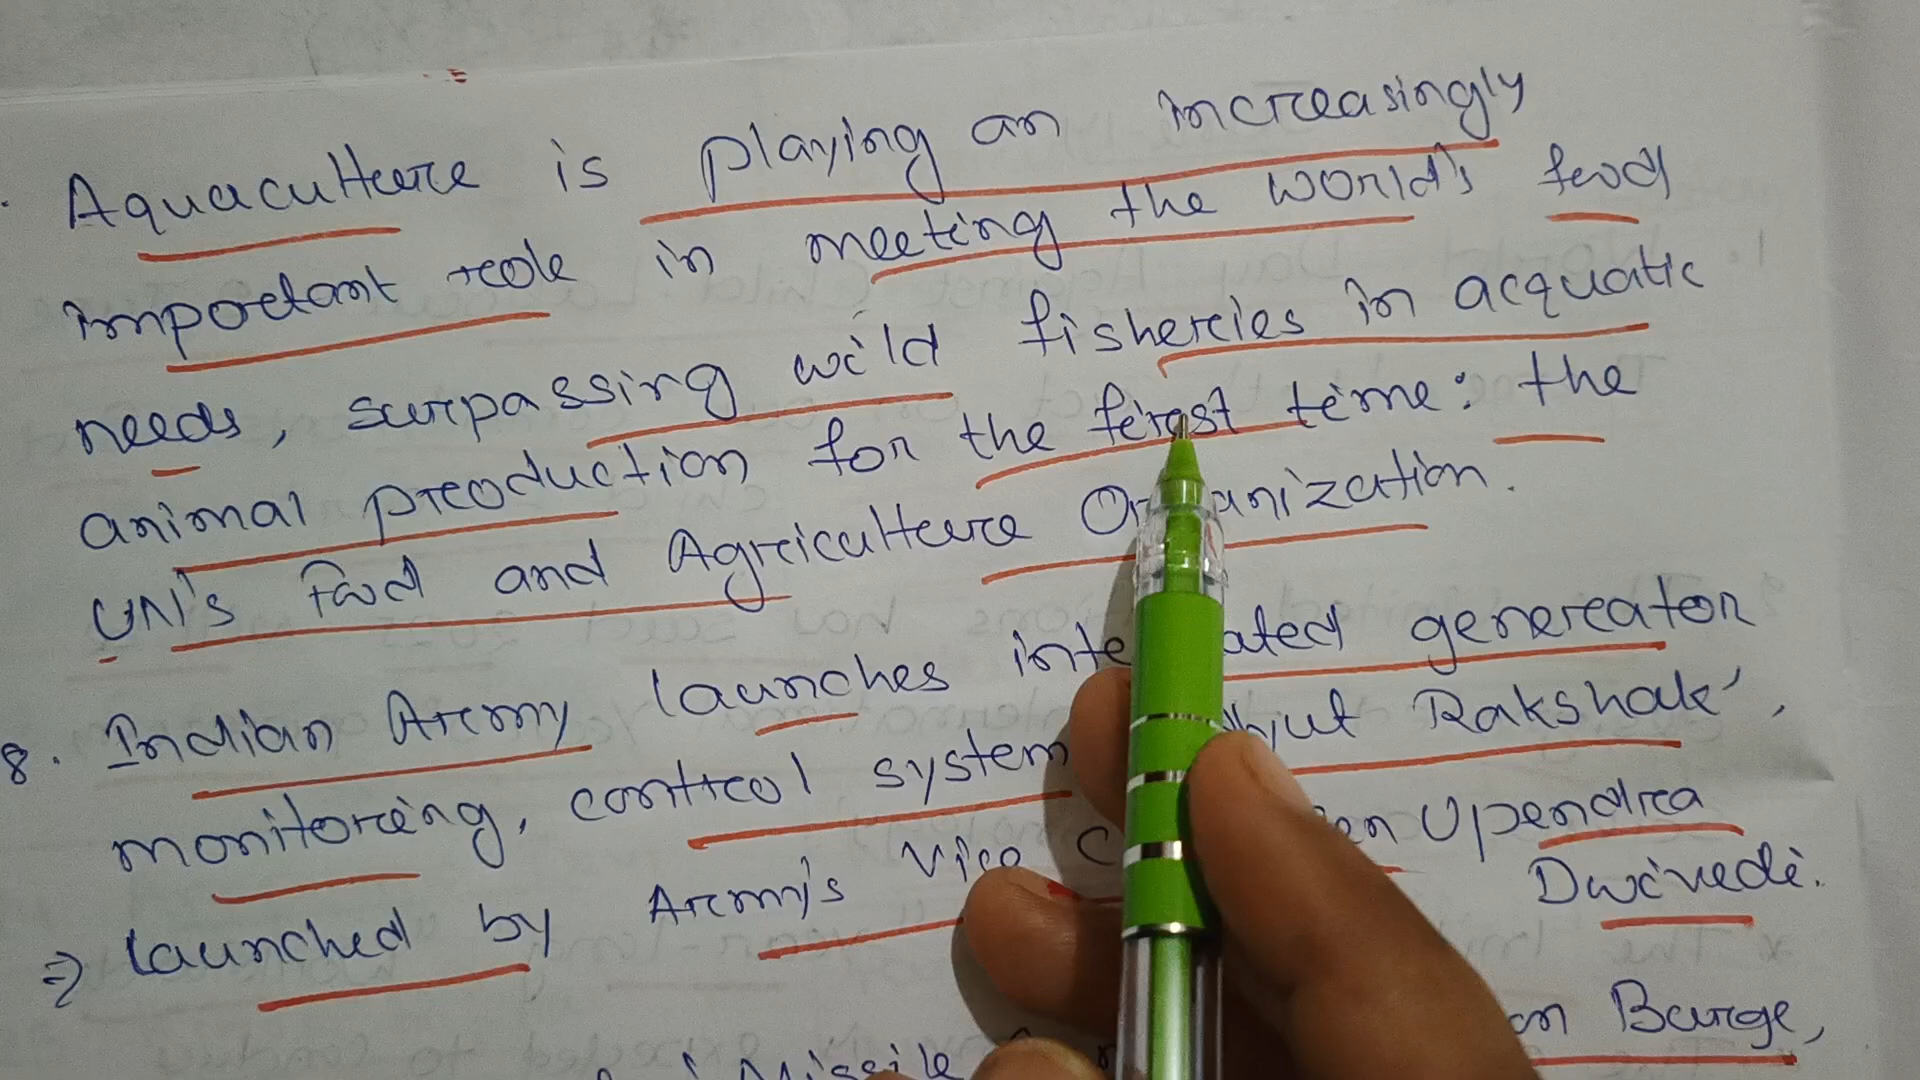 Aquaculture is playing an increasingly
important role in meeting the world's food
needs, surpassing wild fisheries in acquatic
animal production for the first time: the
UN's Food and Agriculture Organization.
8. Indian Army launches generator
monitoring, control system Rakshak',
⇒ launched by Army's Vice Upendra
Dwivedi.
Missile on Barge,